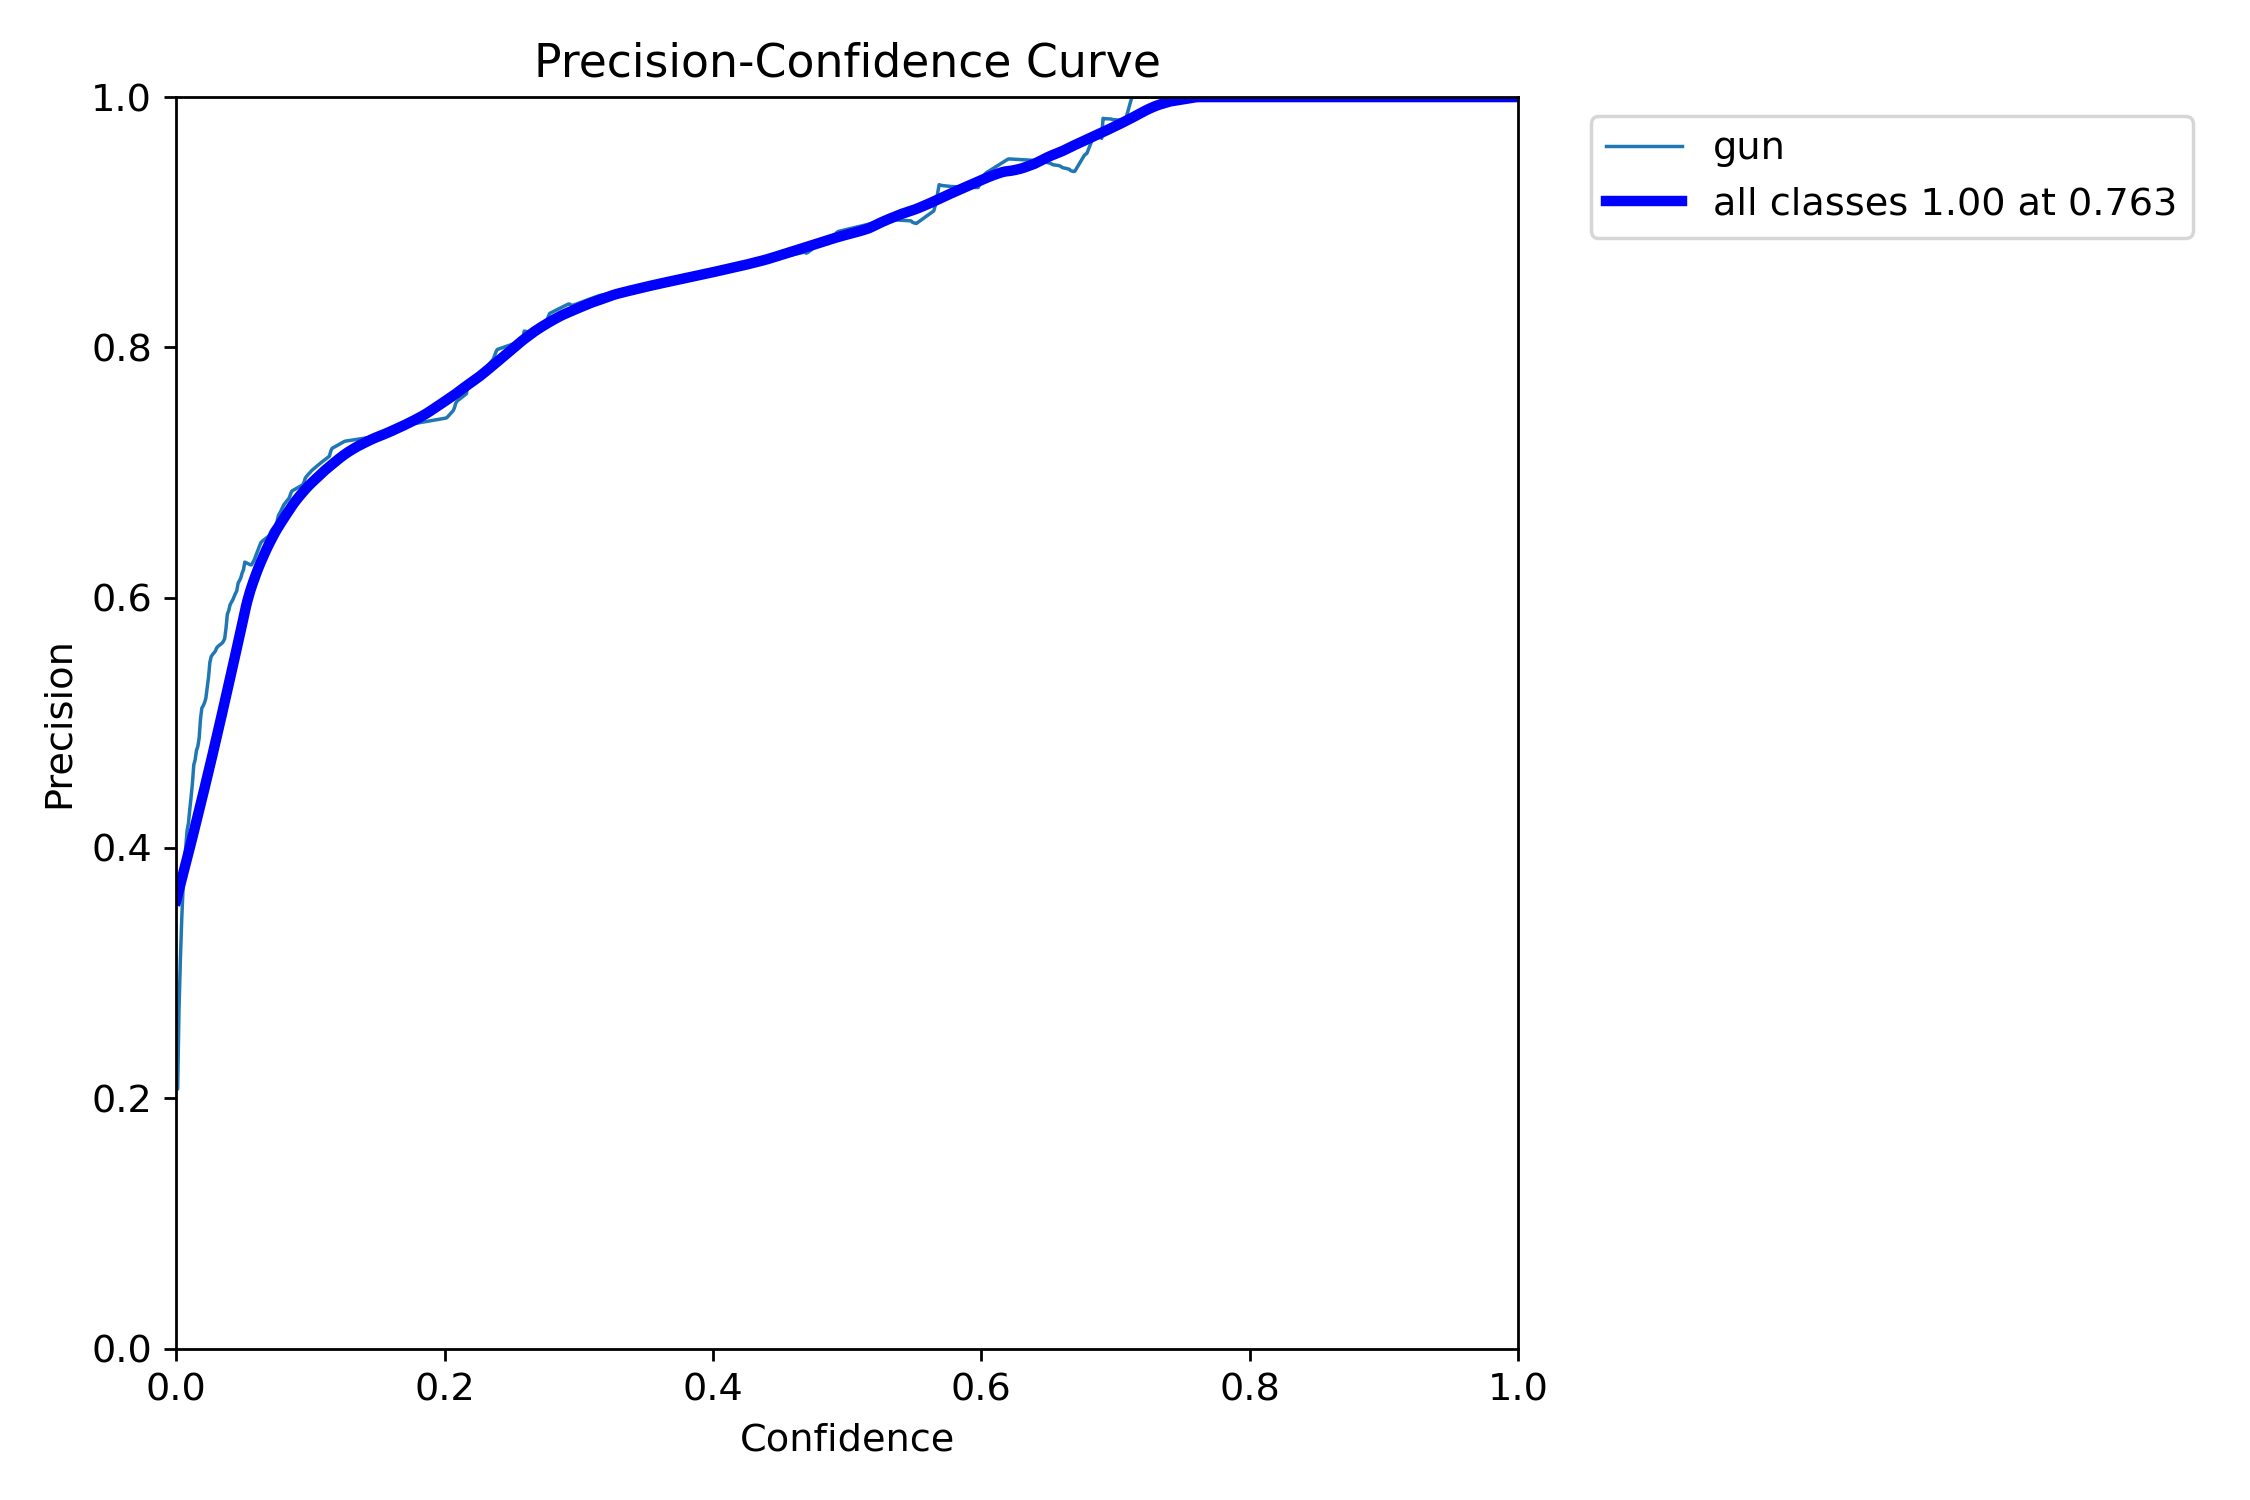 Precision-Confidence Curve
1.0
0.8
0.6
0.4
0.2
0.0
Precision
0.0 0.2 0.4 0.6 0.8 1.0
Confidence
gun
all classes 1.00 at 0.763